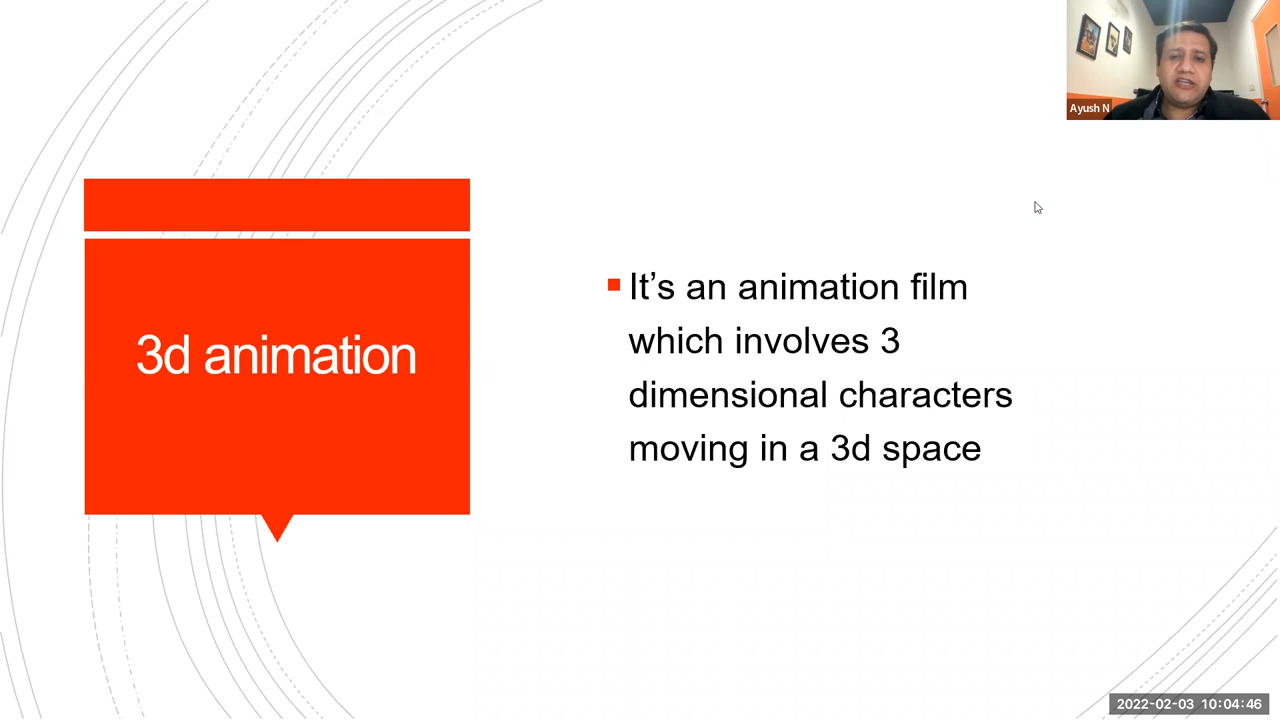 Ayush N
3d animation
It’s an animation film
which involves 3
dimensional characters
moving in a 3d space
2022-02-03 10:04:46